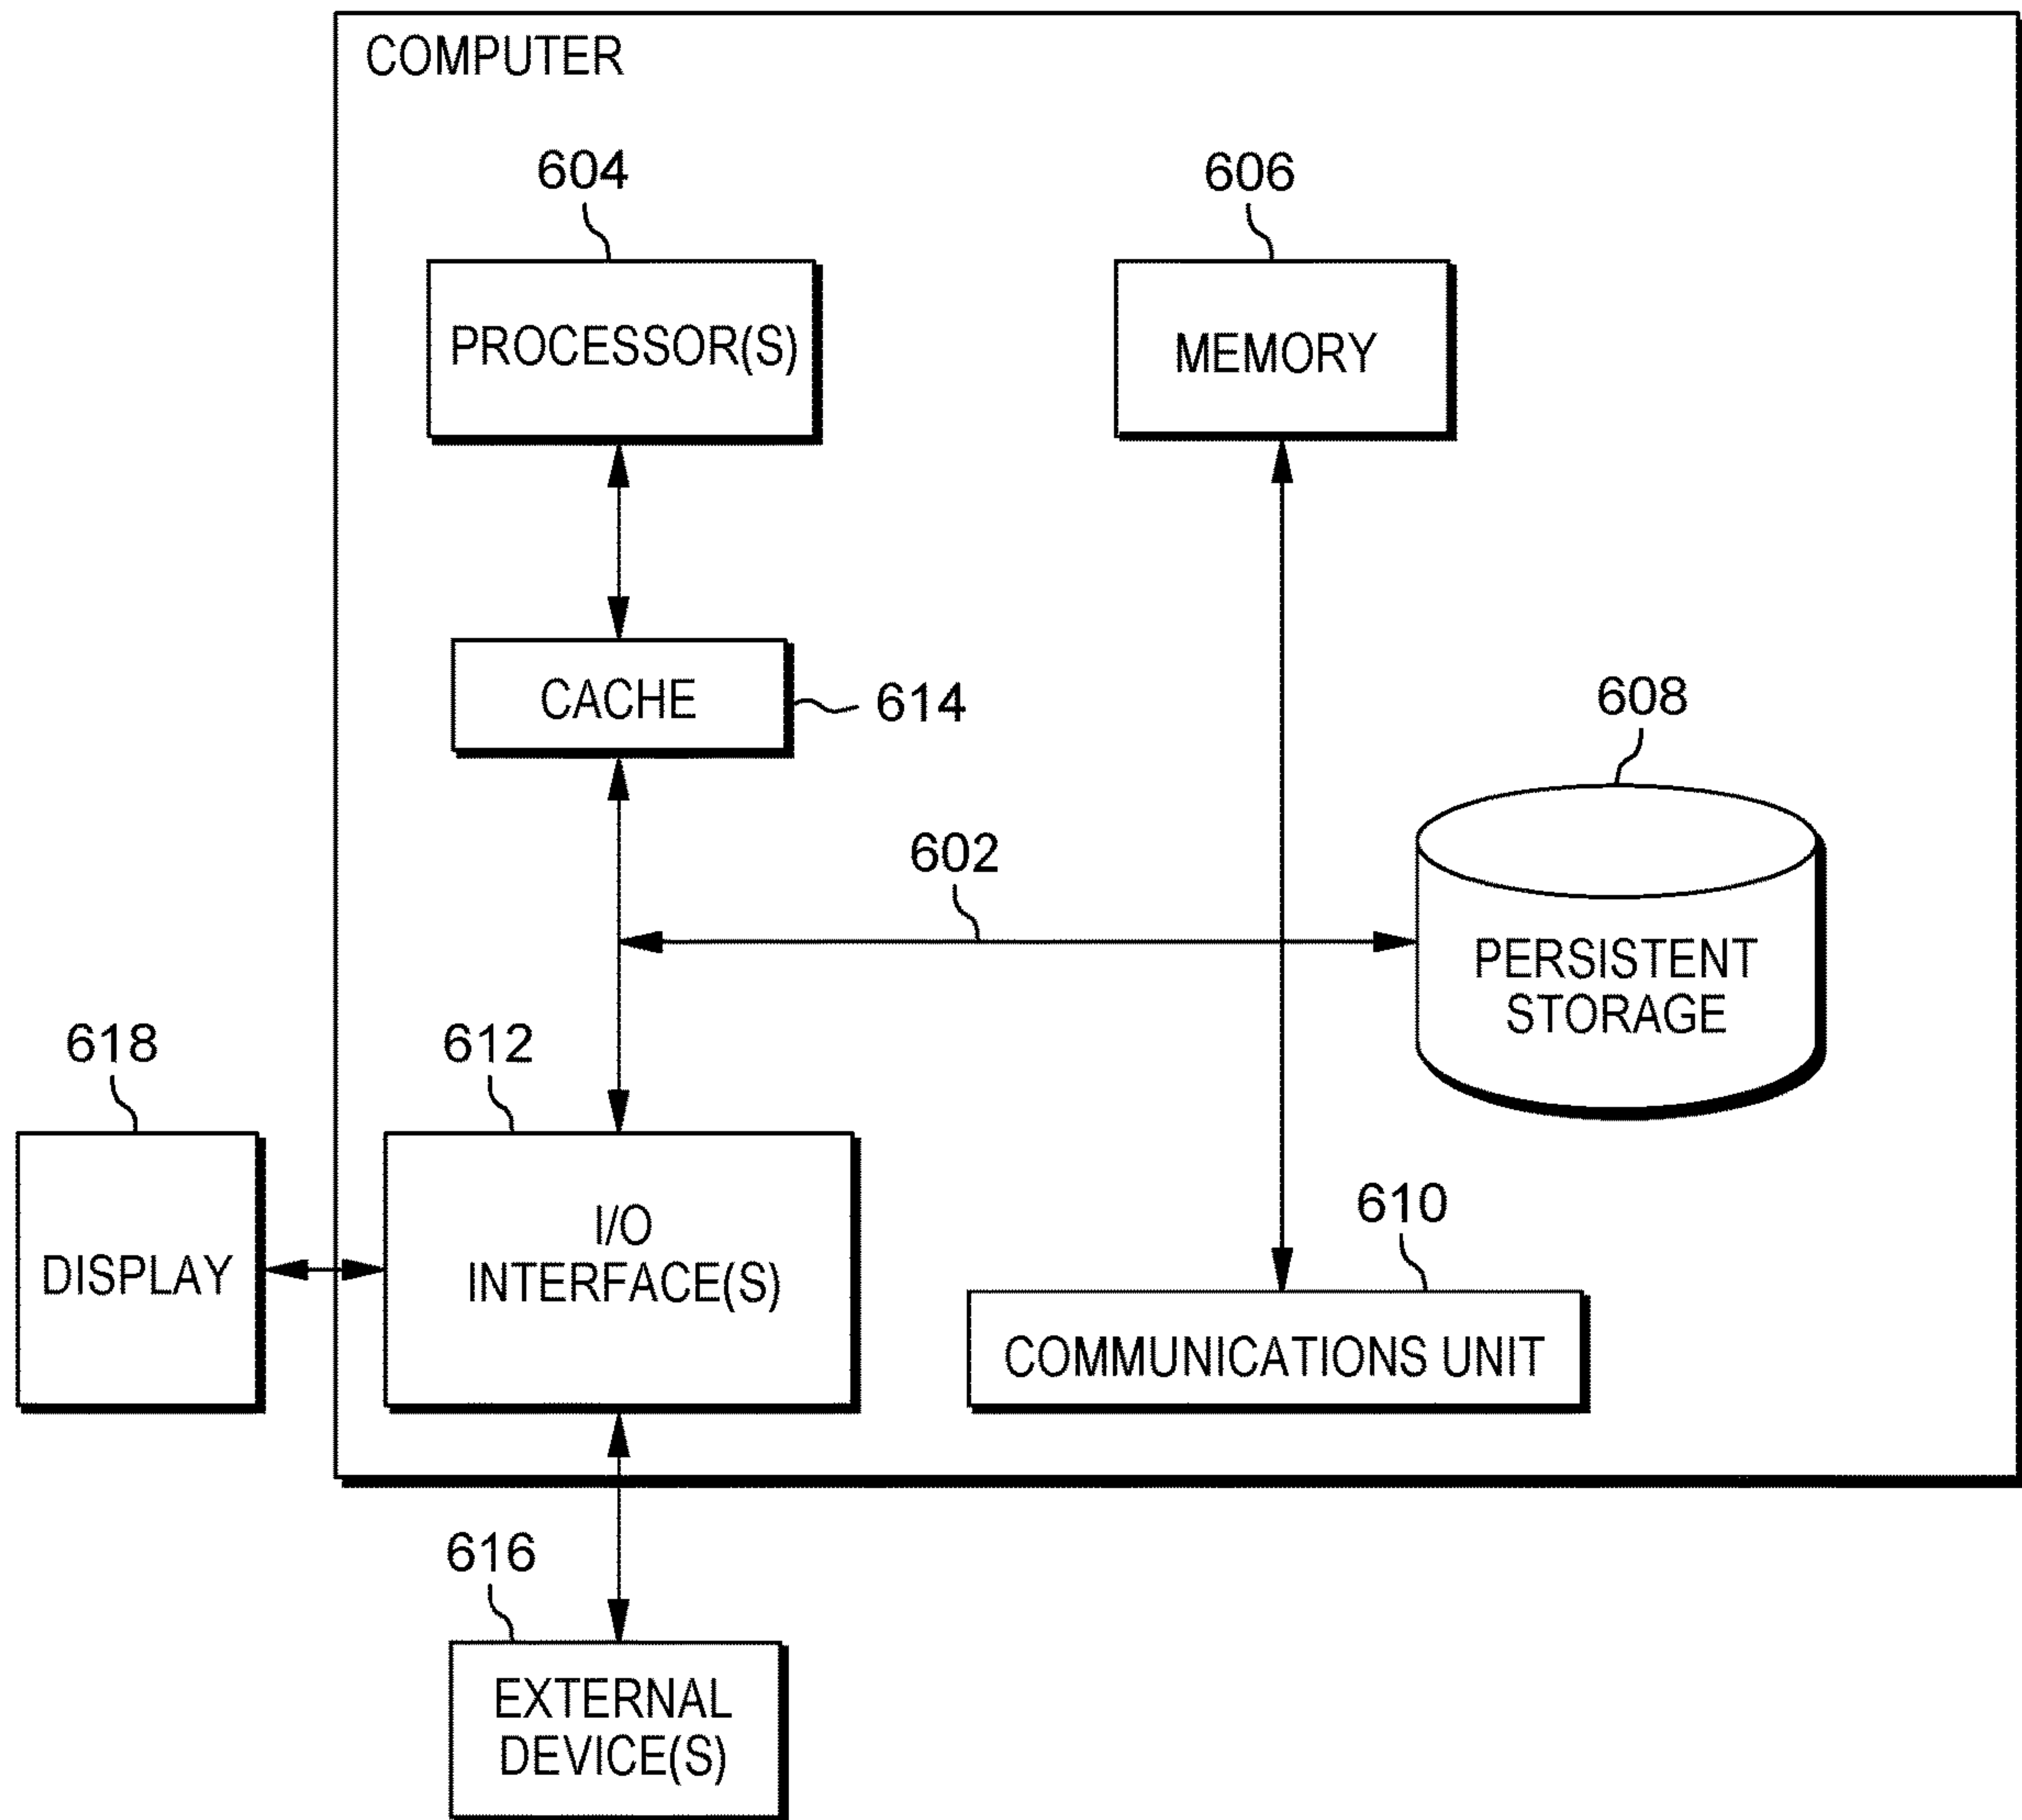 COMPUTER
604
606
PROCESSOR(S)
MEMORY
CACHE
614
608
602
PERSISTENT
STORAGE
618
612
610
DISPLAY
I/O
INTERFACE(S)
COMMUNICATIONS UNIT
616
EXTERNAL
DEVICE(S)